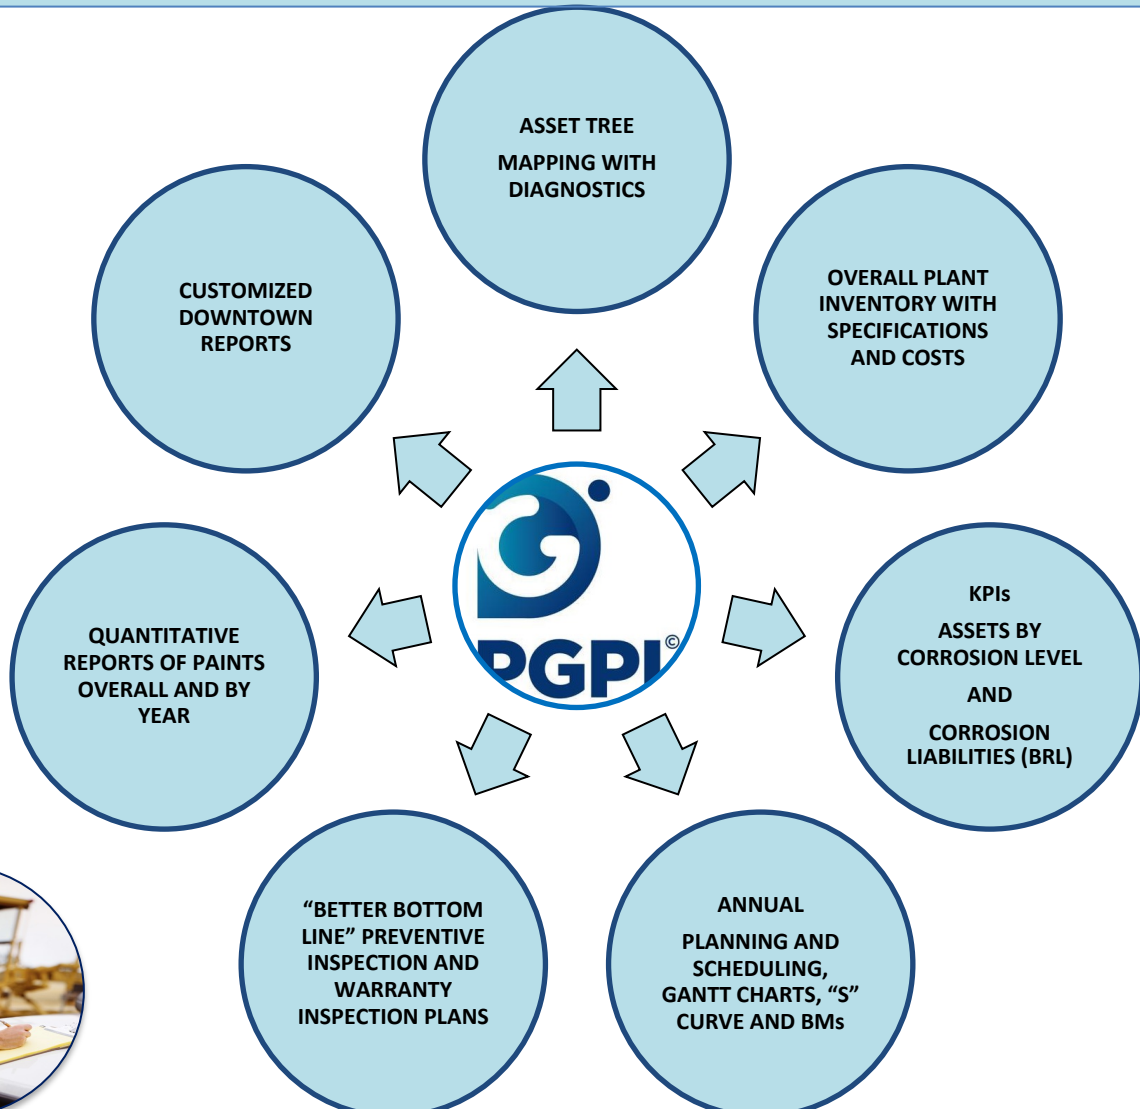 ASSET TREE
MAPPING WITH
DIAGNOSTICS
OVERALL PLANT
INVENTORY WITH
SPECIFICATIONS
AND COSTS
KPIs
ASSETS BY
CORROSION LEVEL
AND
CORROSION
LIABILITIES (BRL)
ANNUAL
PLANNING AND
SCHEDULING,
GANTT CHARTS, “S”
CURVE AND BMs
“BETTER BOTTOM
LINE” PREVENTIVE
INSPECTION AND
WARRANTY
INSPECTION PLANS
QUANTITATIVE
REPORTS OF PAINTS
OVERALL AND BY
YEAR
CUSTOMIZED
DOWNTOWN
REPORTS
PGPI©